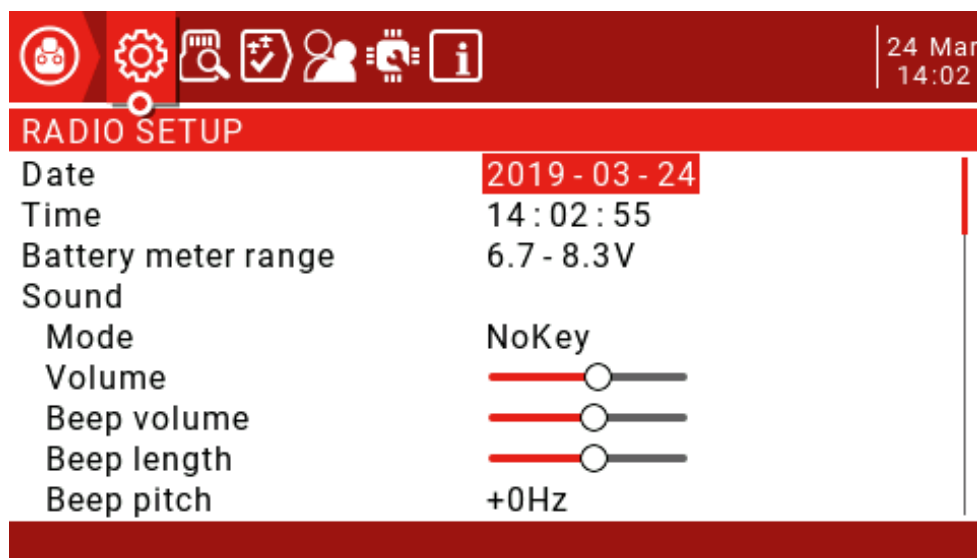 24 Mar
14:02
RADIO SETUP
Date 2019-03-24
Time 14:02:55
Battery meter range 6.7-8.3V
Sound
Mode NoKey
Volume
Beep volume
Beep length
Beep pitch +0Hz